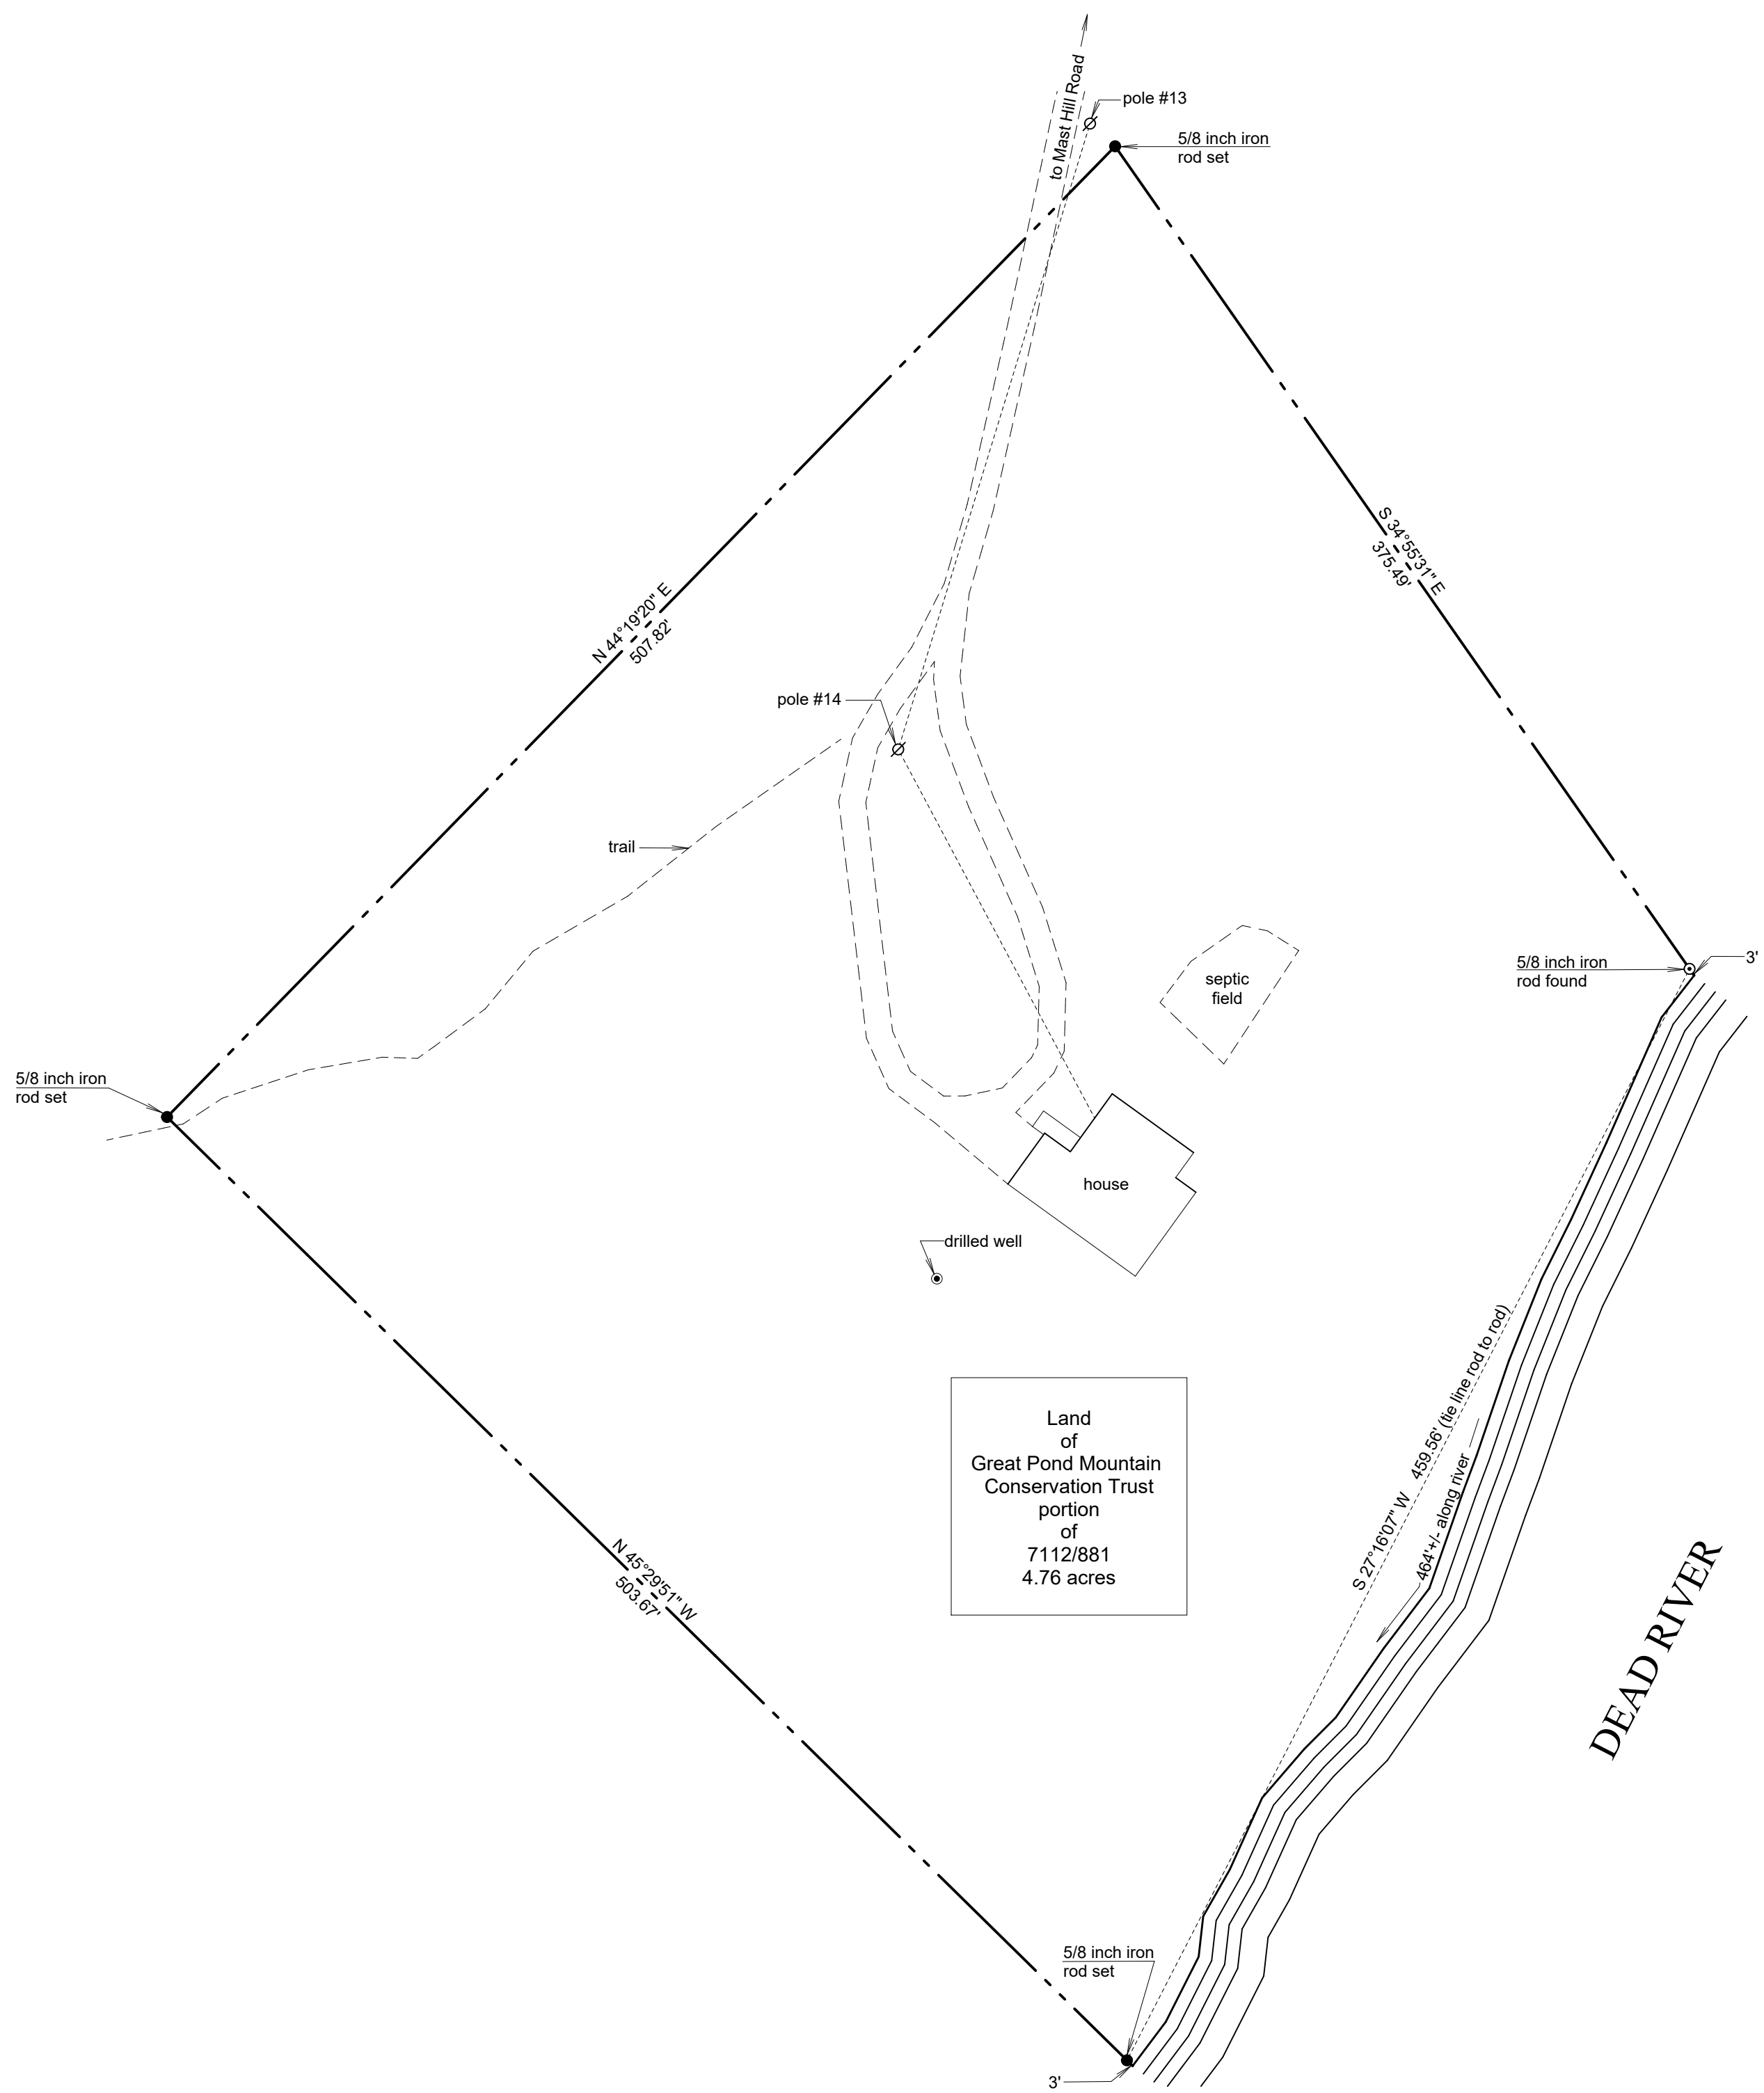 to Mast Hill Road
pole #13
5/8 inch iron
rod set
S 34°55'31" E
375.49'
N 44°19'20" E
507.82'
pole #14
trail
septic
field
5/8 inch iron
rod found
3'
5/8 inch iron
rod set
house
drilled well
S 27°16'07" W 459.56' (tie line rod to rod)
464'+/- along river
Land
of
Great Pond Mountain
Conservation Trust
portion
of
7112/881
4.76 acres
DEAD RIVER
N 45°29'51" W
503.67'
5/8 inch iron
rod set
3'